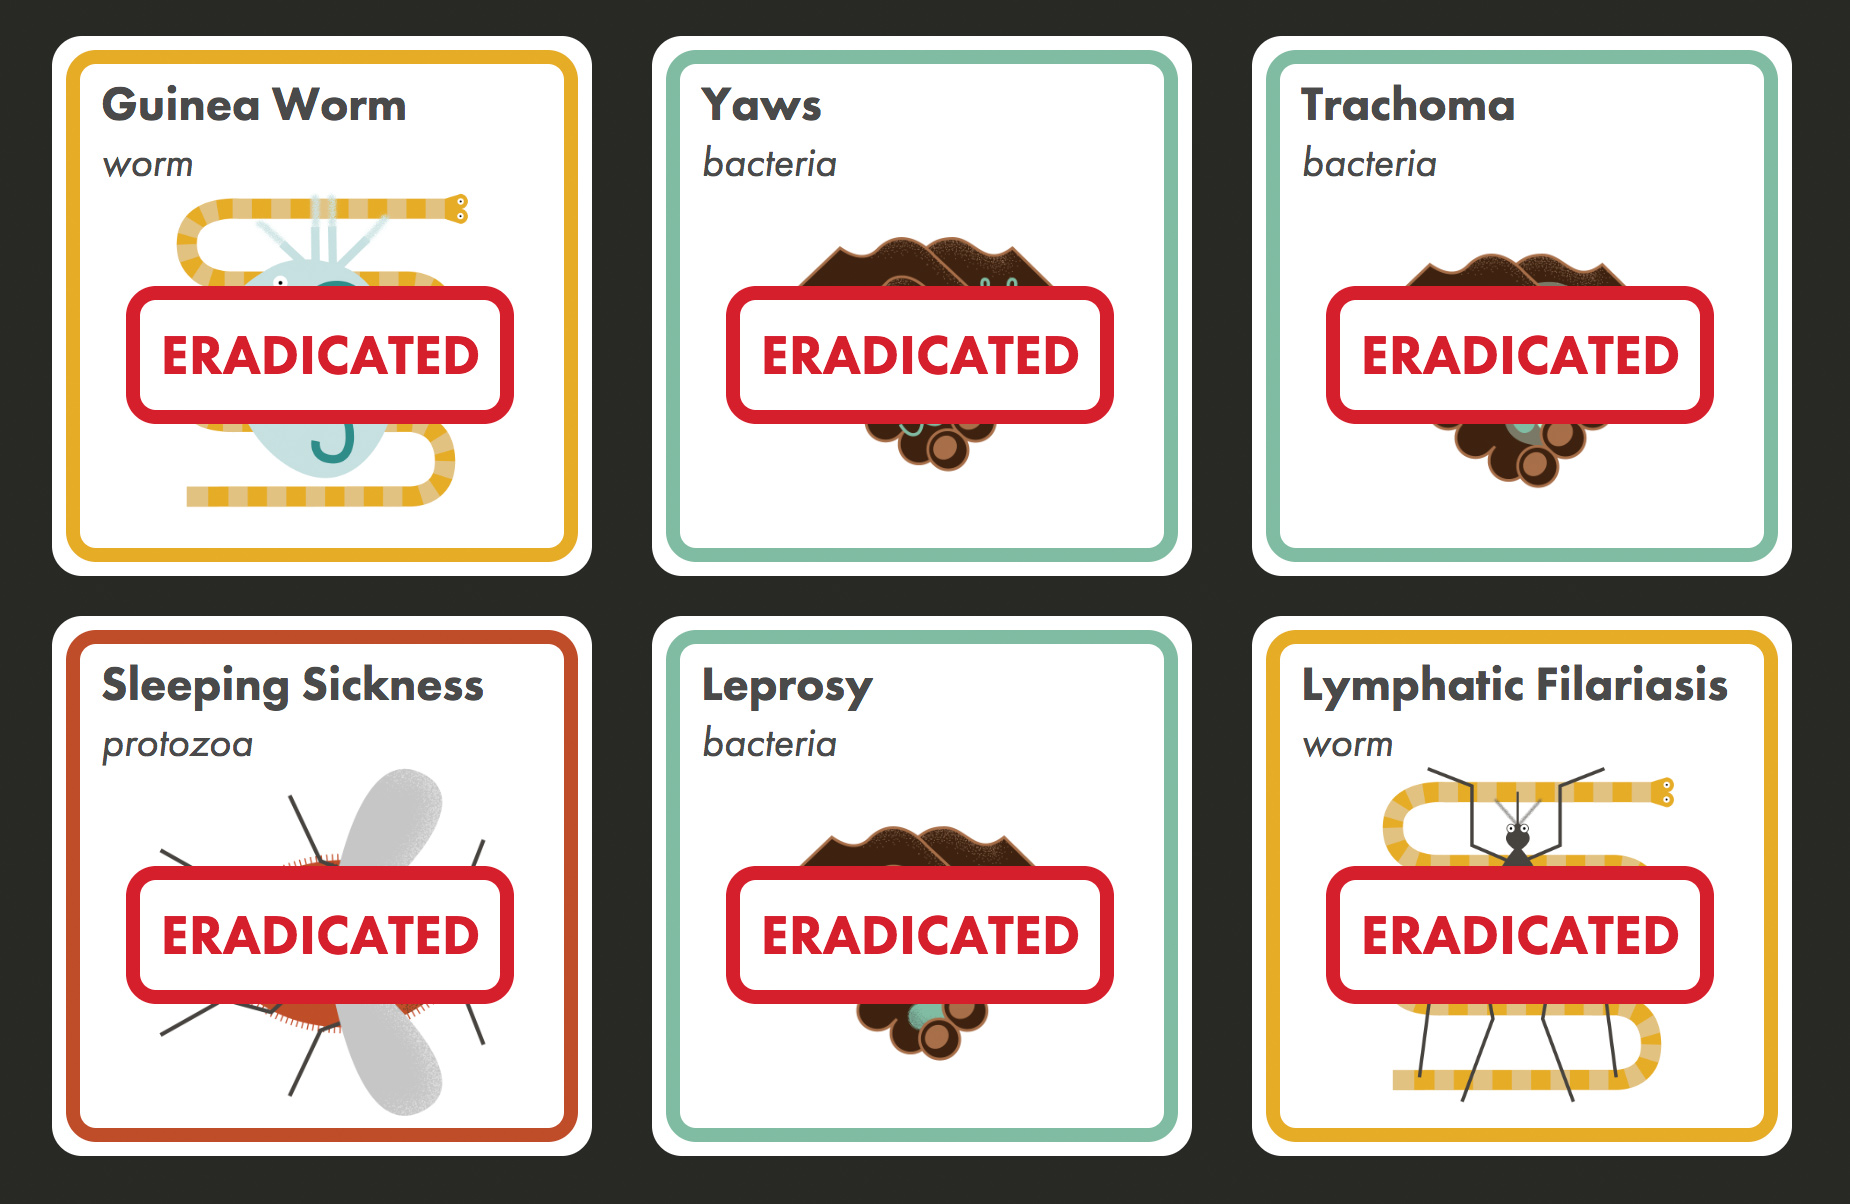 Guinea Worm
worm
ERADICATED
Yaws
bacteria
ERADICATED
Trachoma
bacteria
ERADICATED
Sleeping Sickness
protozoa
ERADICATED
Leprosy
bacteria
ERADICATED
Lymphatic Filariasis
worm
ERADICATED